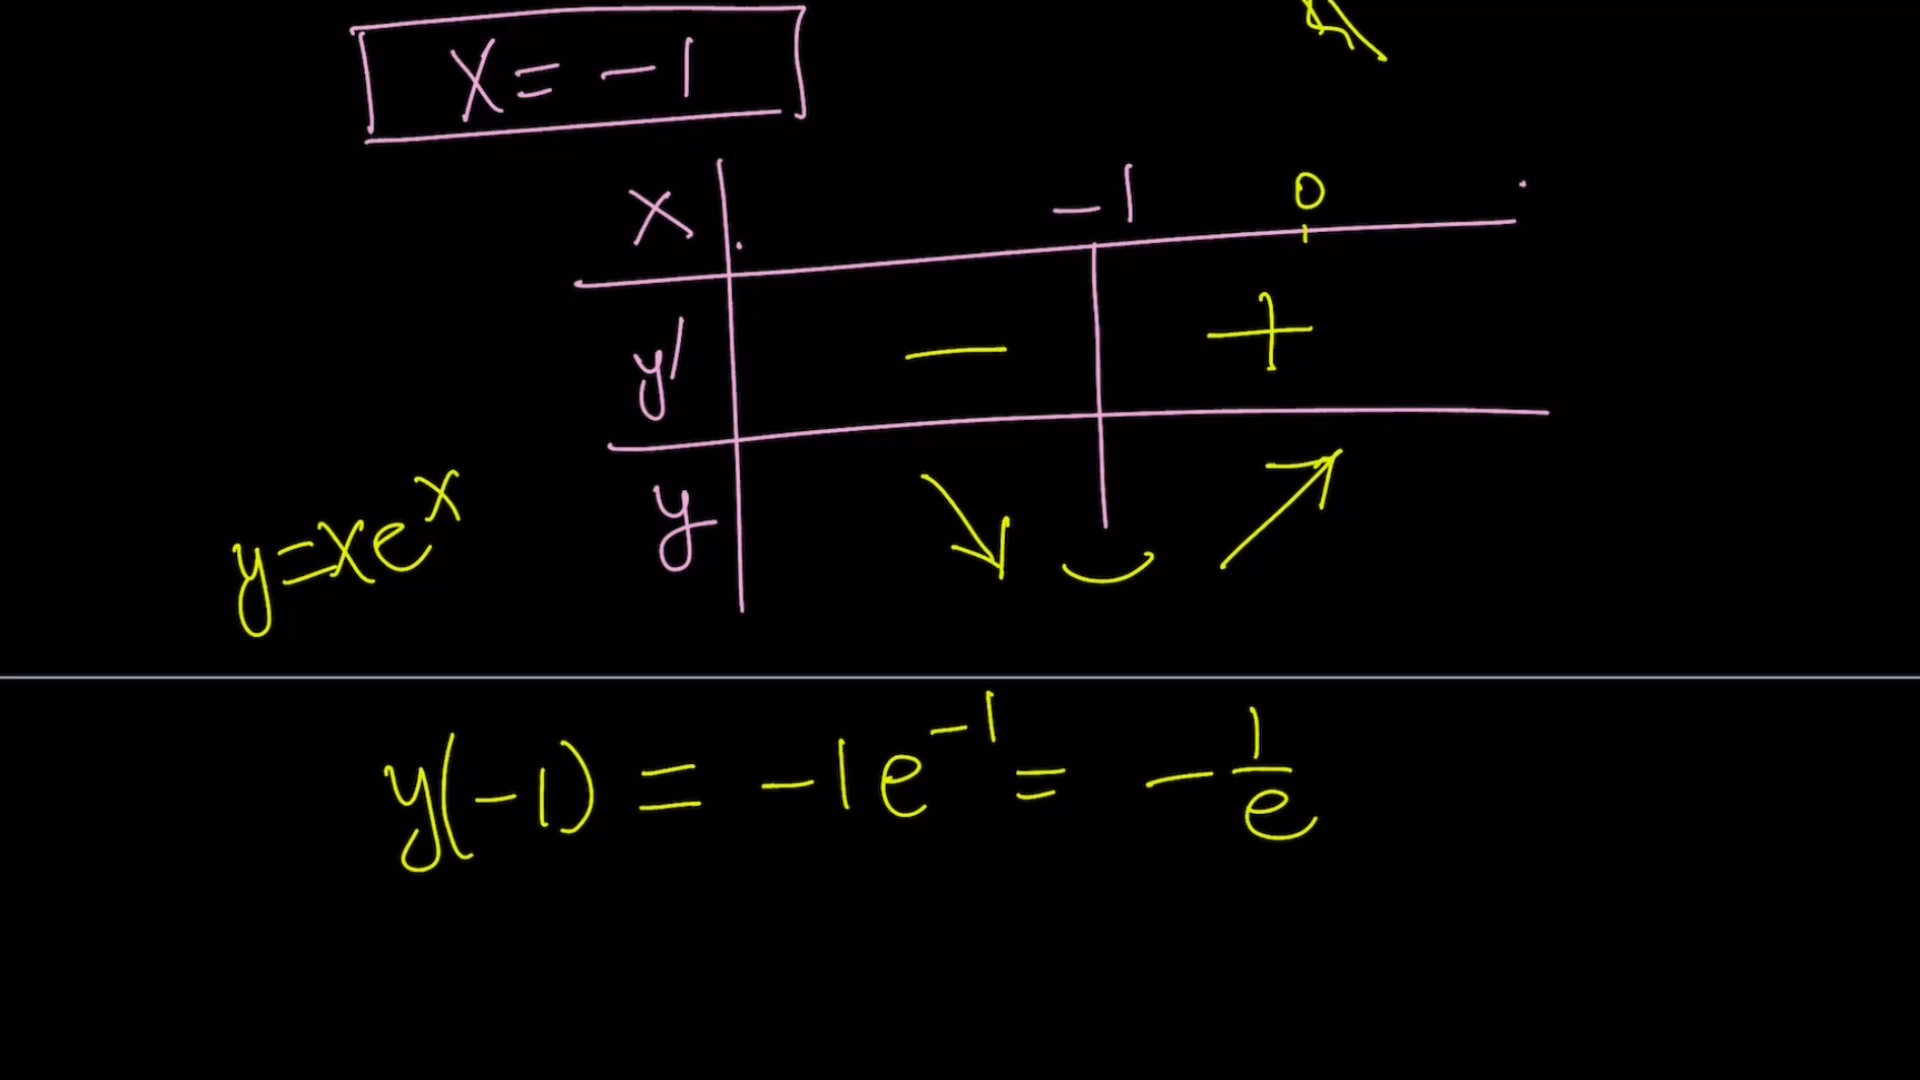 x = -1
x -1 0
y' - +
y
y = xe^x
y(-1) = -1e^-1 = -1/e